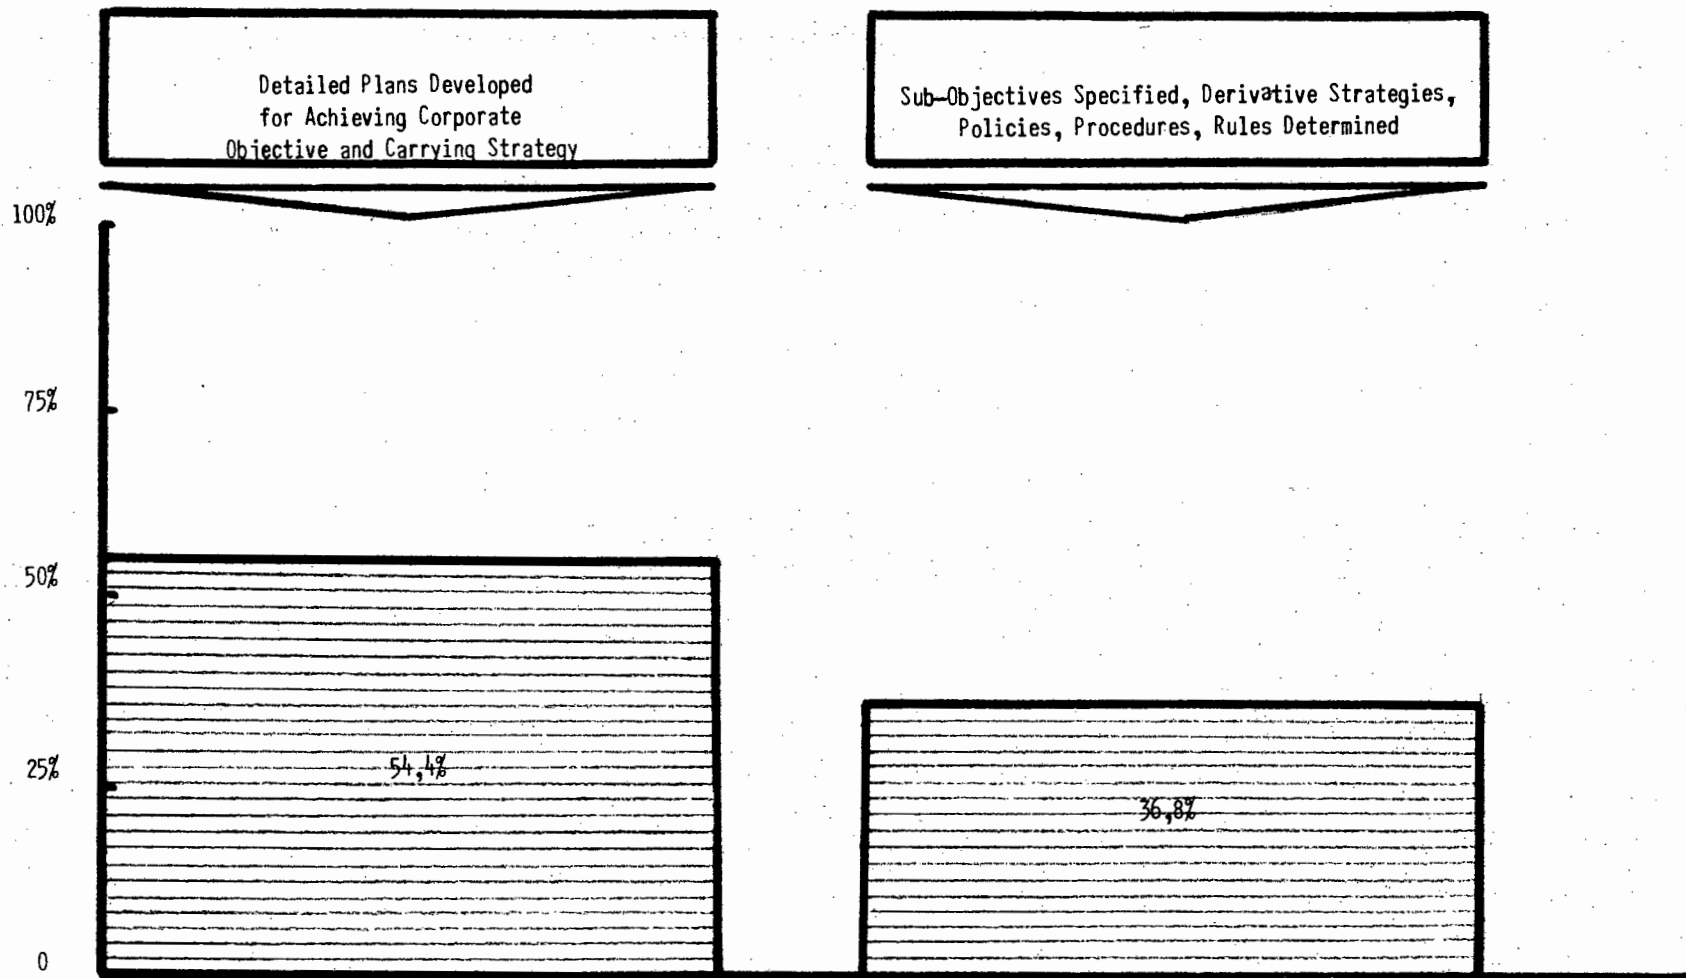 Detailed Plans Developed
for Achieving Corporate
Objective and Carrying Strategy
Sub-Objectives Specified, Derivative Strategies,
Policies, Procedures, Rules Determined
100%
75%
50%
25%
0
54,4%
36,8%